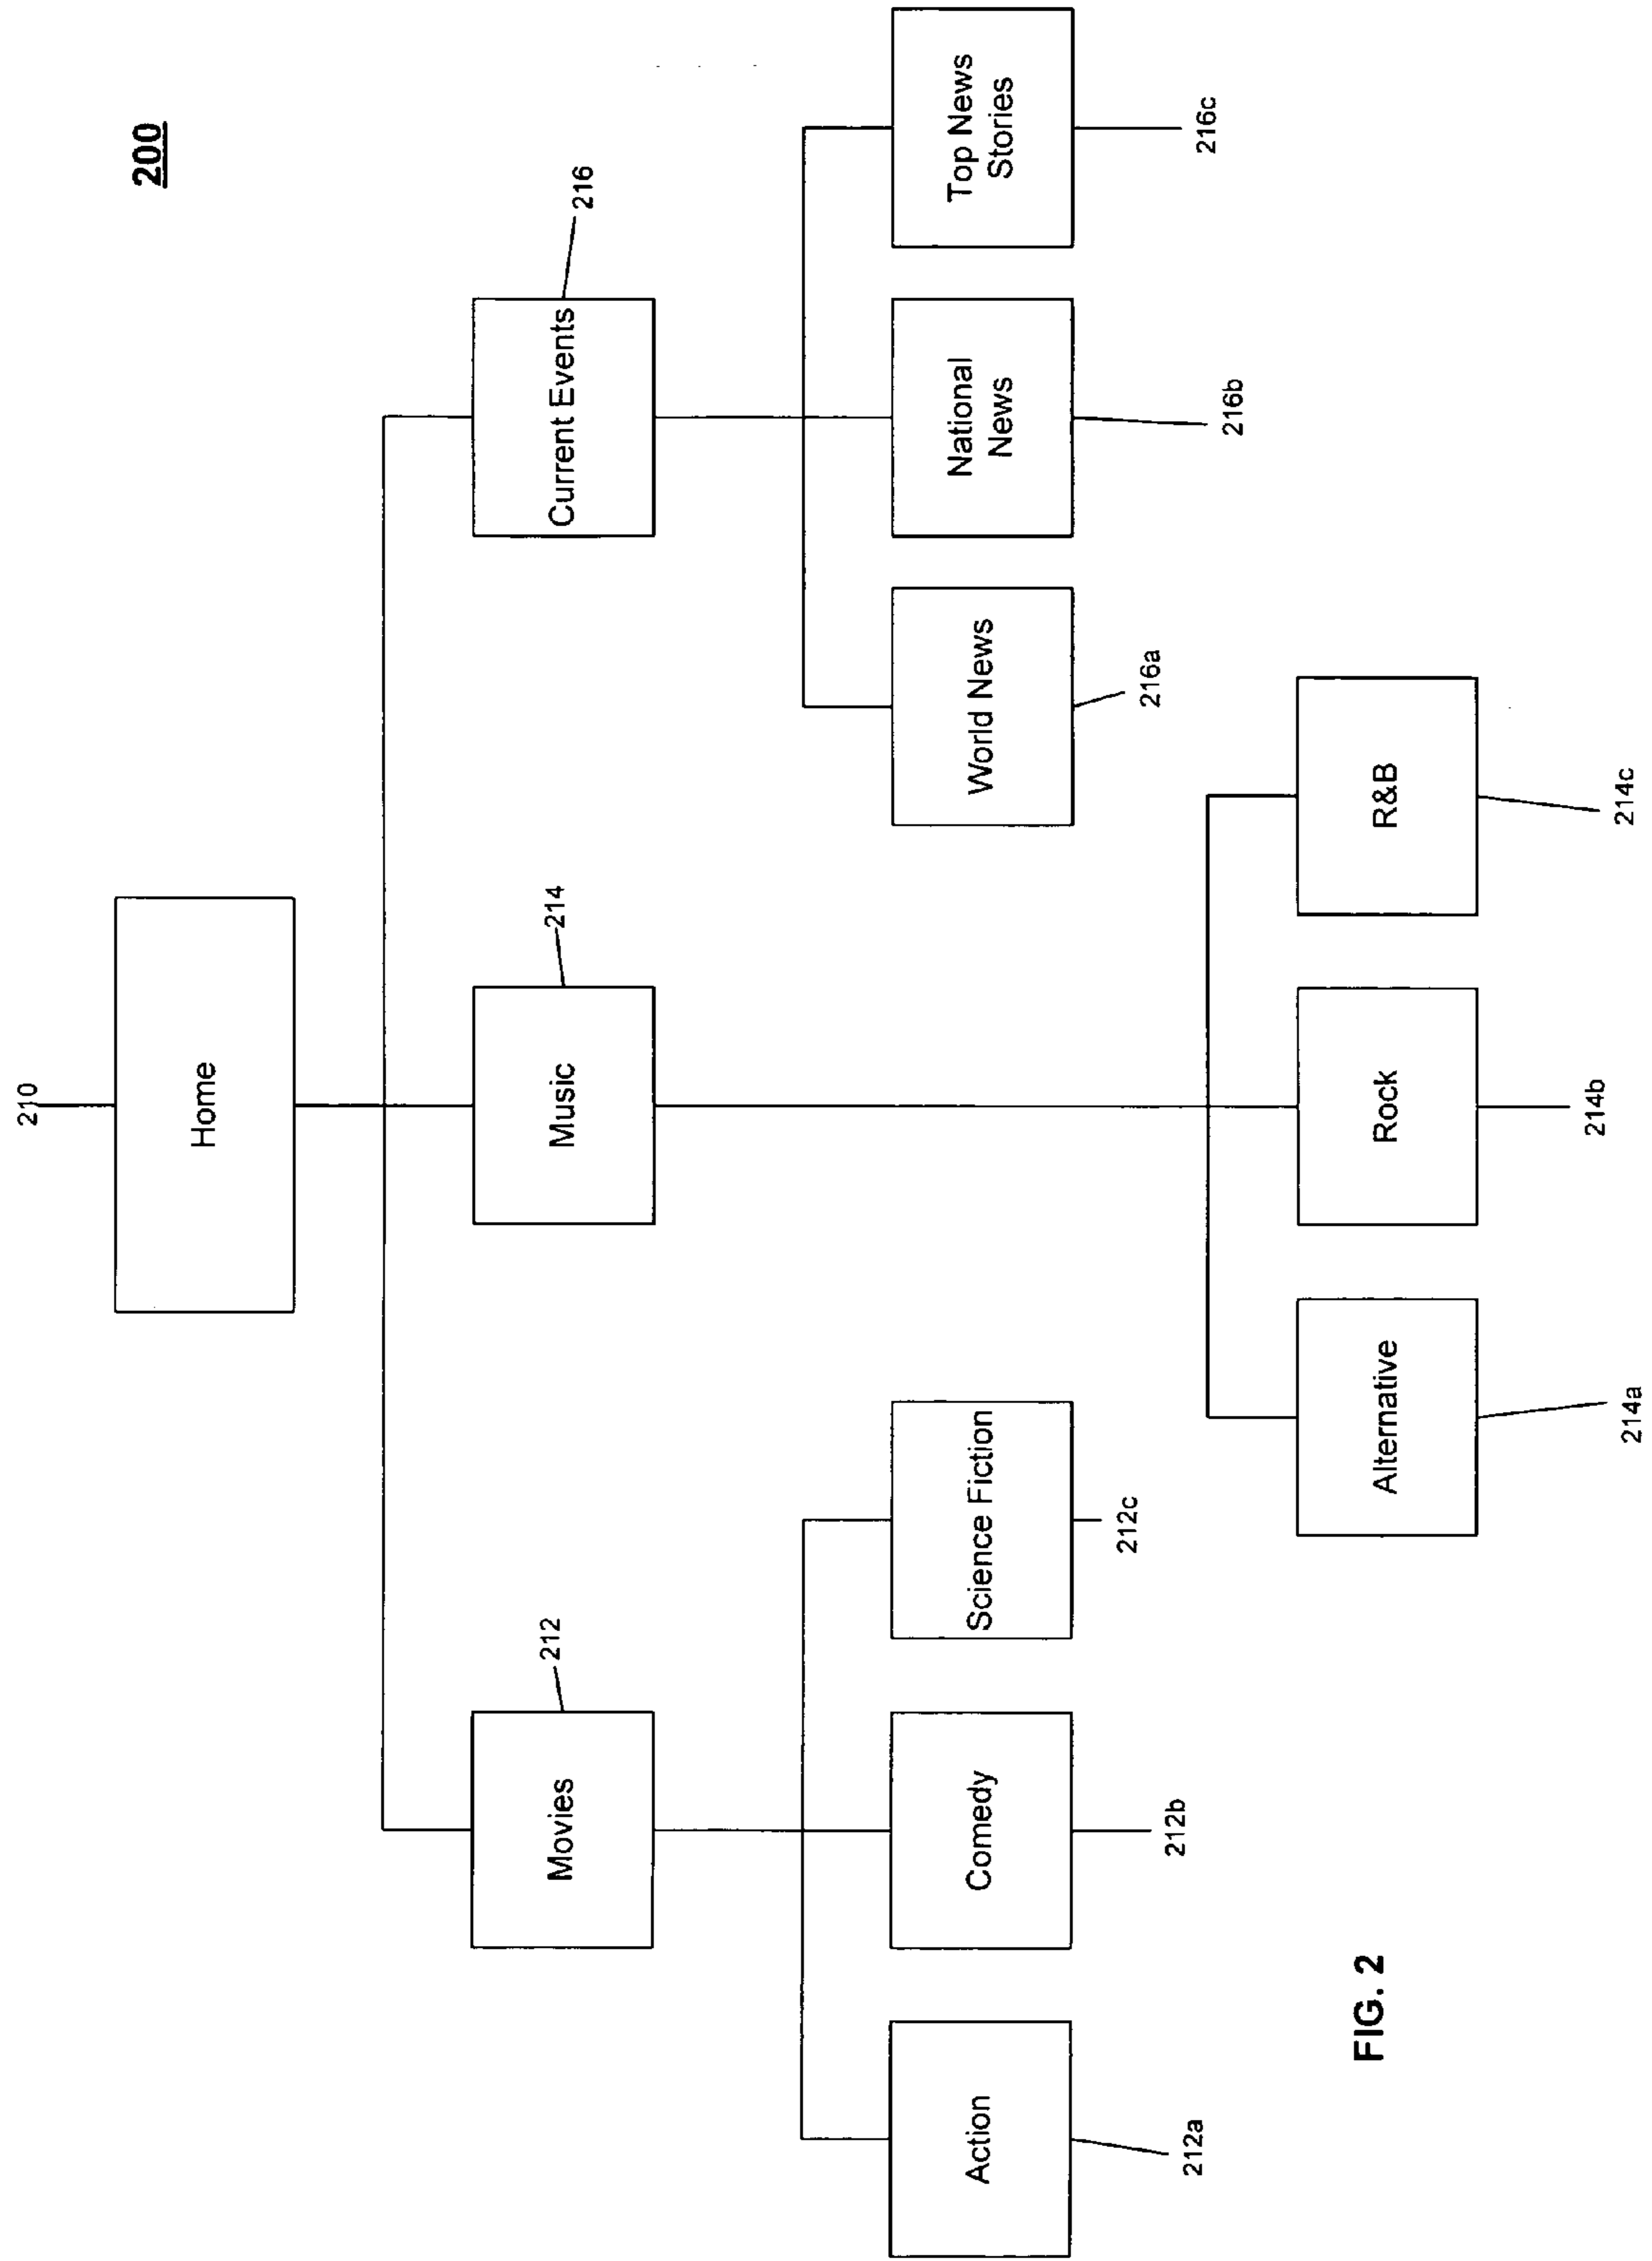 200
210
Home
212
Movies
214
Music
216
Current Events
Action
212a
Comedy
212b
Science Fiction
212c
World News
216a
National
News
216b
Top News
Stories
216c
Alternative
214a
Rock
214b
R&B
214c
FIG. 2